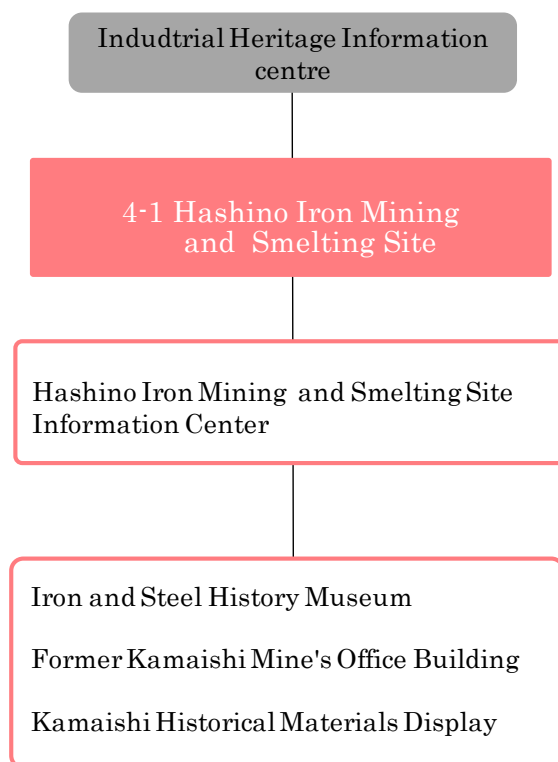 Indudtrial Heritage Information
centre
4-1 Hashino Iron Mining
and Smelting Site
Hashino Iron Mining and Smelting Site
Information Center
Iron and Steel History Museum
Former Kamaishi Mine's Office Building
Kamaishi Historical Materials Display